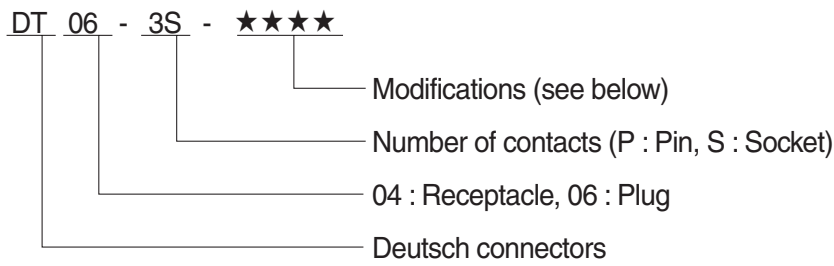 DT 06 - 3S - ★★★★
Modifications (see below)
Number of contacts (P : Pin, S : Socket)
04 : Receptacle, 06 : Plug
Deutsch connectors